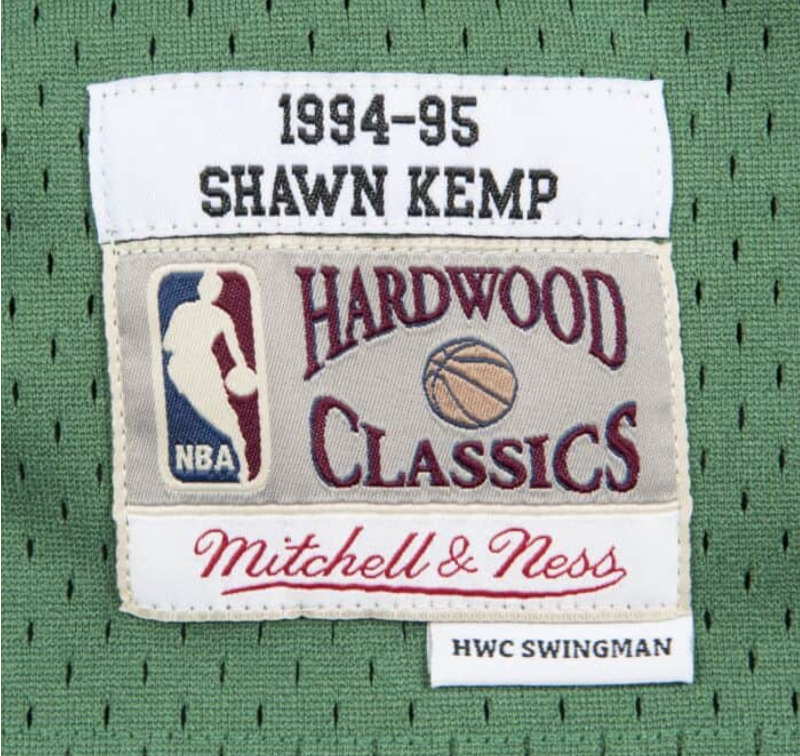 1994-95
SHAWN KEMP
HARDWOOD
CLASSICS
NBA
Mitchell & Ness
HWC SWINGMAN